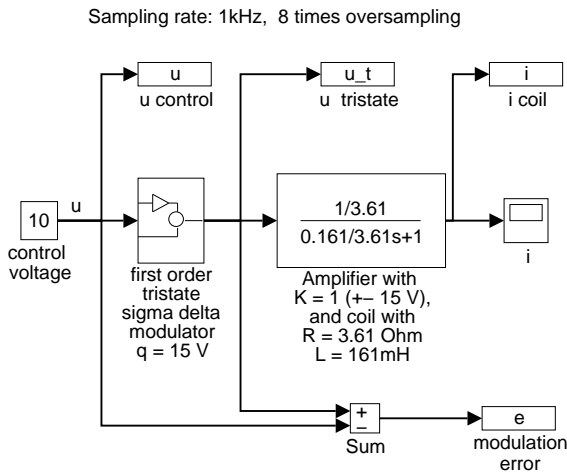 Sampling rate: 1kHz, 8 times oversampling
u
u control
u_t
u tristate
i
i coil
10
u
control
voltage
first order
tristate
sigma delta
modulator
q = 15 V
1/3.61
0.161/3.61s+1
Amplifier with
K = 1 (+− 15 V),
and coil with
R = 3.61 Ohm
L = 161mH
i
+
−
Sum
e
modulation
error